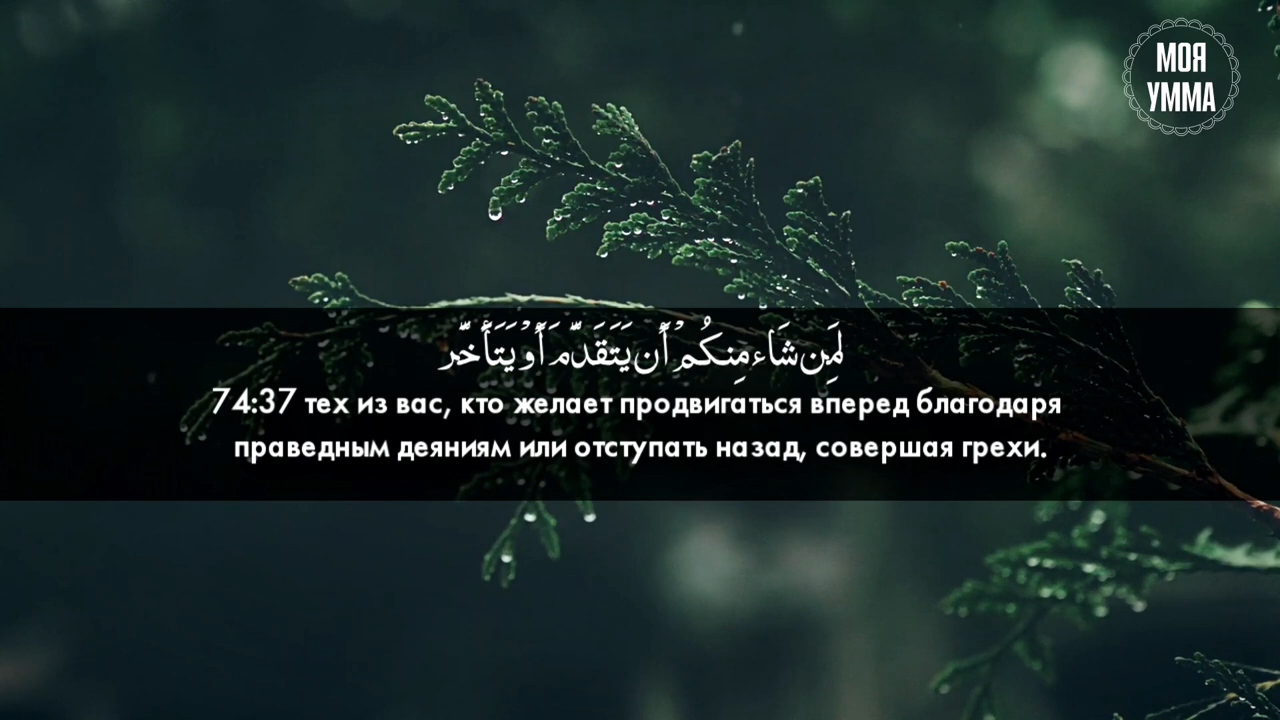 МОЯ
УММА
لِمَن شَاءَ مِنكُمْ أَن يَتَقَدَّمَ أَوْ يَتَأَخَّرَ
74:37 тех из вас, кто желает продвигаться вперед благодаря
праведным деяниям или отступать назад, совершая грехи.